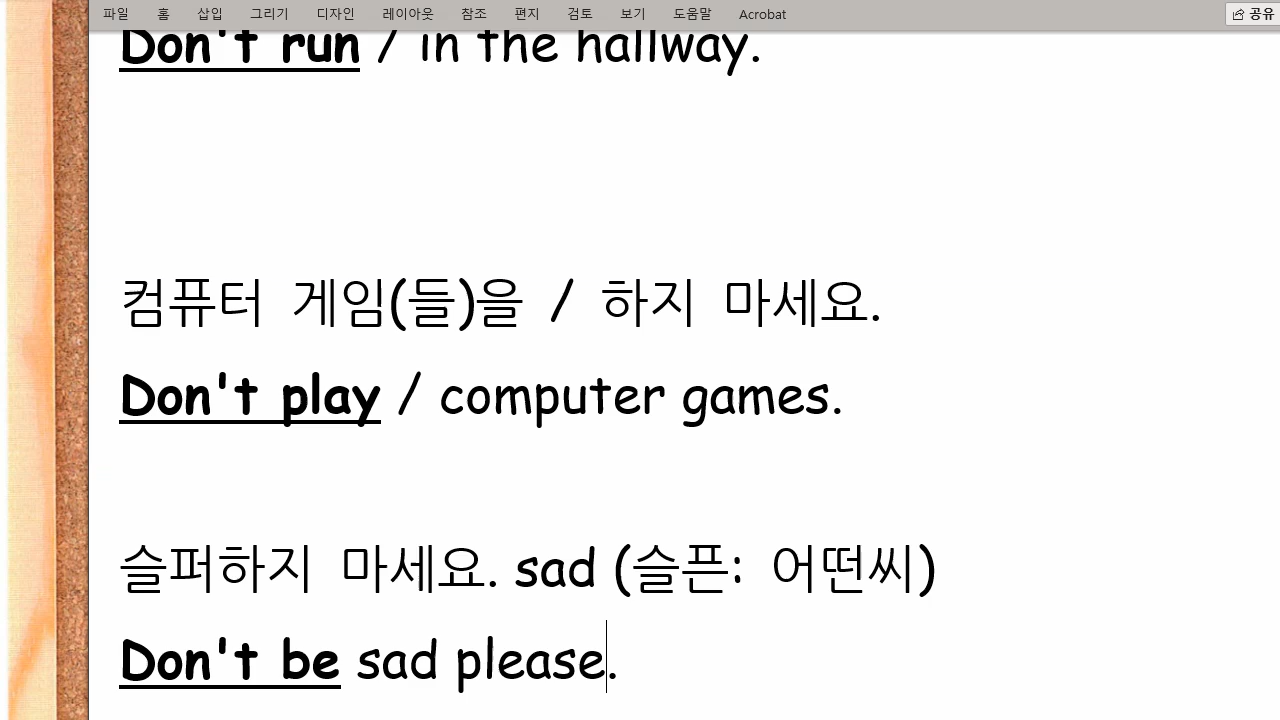 파일 홈 삽입 그리기 디자인 레이아웃 참조 편지 검토 보기 도움말 Acrobat 공유
Don't run / in the hallway.
컴퓨터 게임(들)을 / 하지 마세요.
Don't play / computer games.
슬퍼하지 마세요. sad (슬픈: 어떤씨)
Don't be sad please.